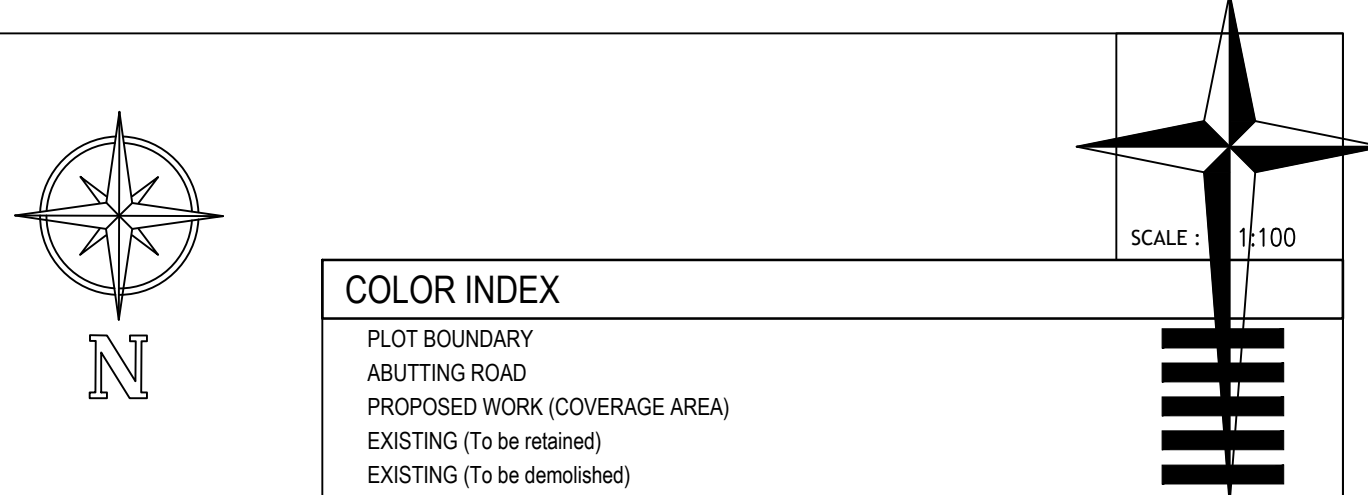 SCALE : 1:100
COLOR INDEX
N
PLOT BOUNDARY
ABUTTING ROAD
PROPOSED WORK (COVERAGE AREA)
EXISTING (To be retained)
EXISTING (To be demolished)